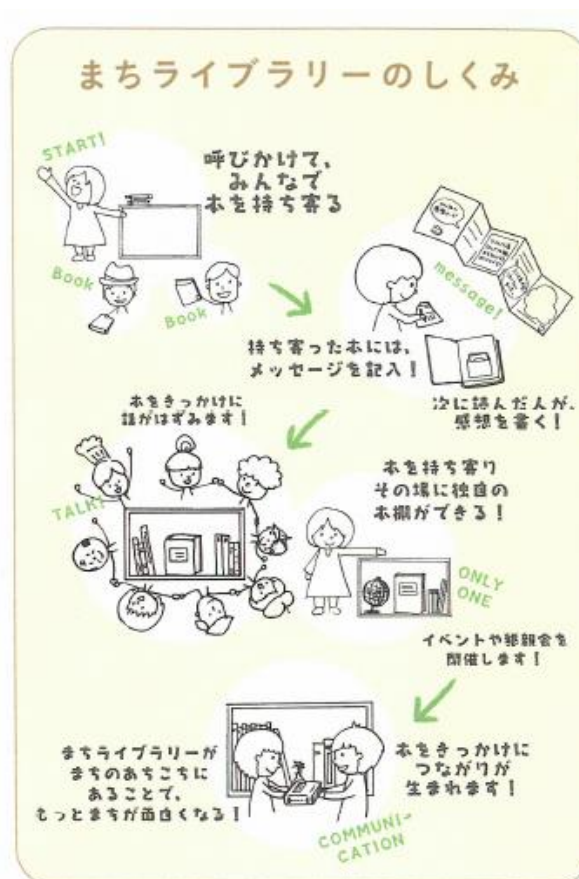 まちライブラリーのしくみ
START!
呼びかけて、
みんなで
本を持ち寄る
Book
Book
message!
持ち寄った本には、
メッセージを記入！
次に読んだ人が、
感想を書く！
本をきっかけに
話がはずみます！
TALK!
本を持ち寄り
その場に独自の
本棚ができる！
ONLY
ONE
イベントや懇親会を
開催します！
本をきっかけに
つながりが
生まれます！
まちライブラリーが
まちのあちこちに
あることで、
もっとまちが面白くなる！
COMMUNI-
CATION